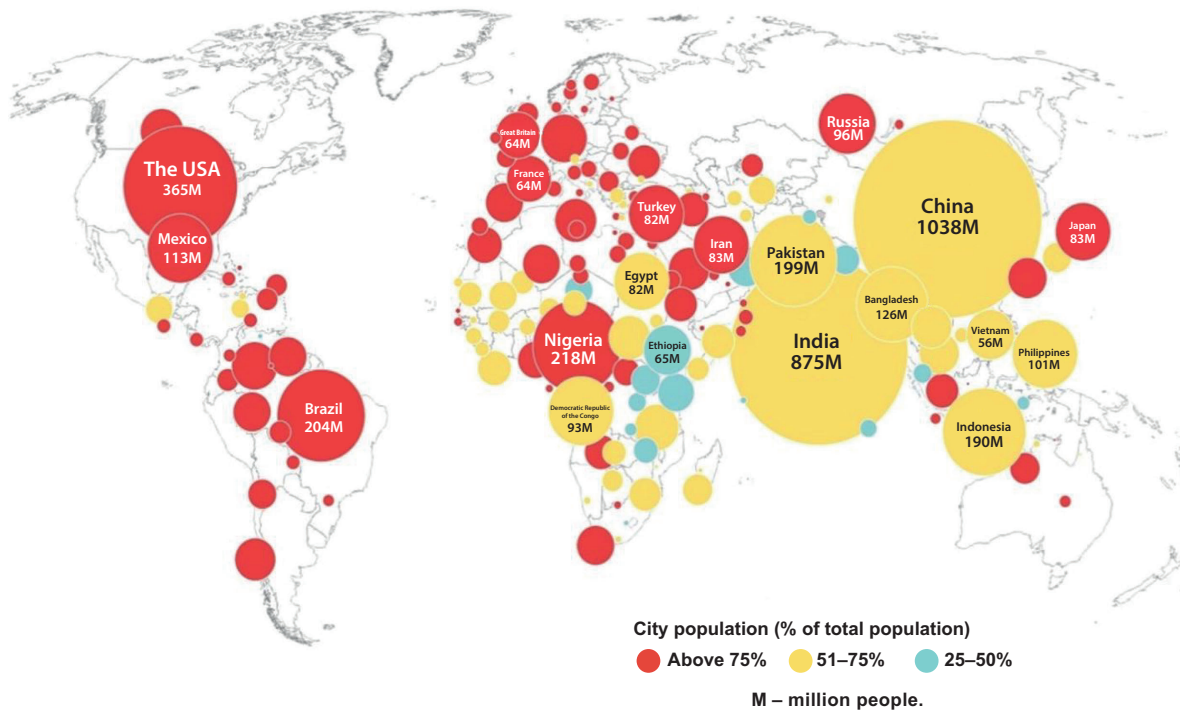 The USA
365M
Mexico
113M
Brazil
204M
Great Britain
64M
France
64M
Turkey
82M
Iran
83M
Egypt
82M
Nigeria
218M
Ethiopia
65M
Democratic Republic
of the Congo
93M
Russia
96M
China
1038M
Japan
83M
Pakistan
199M
Bangladesh
126M
India
875M
Vietnam
56M
Philippines
101M
Indonesia
190M
City population (% of total population)
Above 75%
51–75%
25–50%
M – million people.